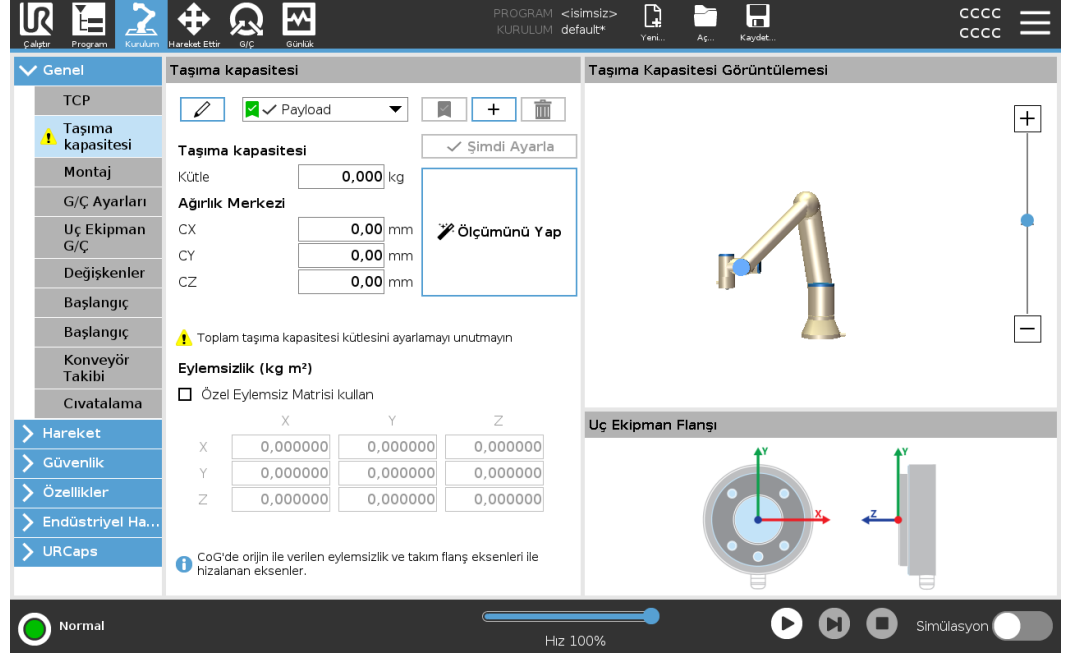 PROGRAM <isimsiz>
KURULUM default*
Çalıştır
Program
Kurulum
Hareket Ettir
G/Ç
Günlük
Yeni...
Aç...
Kaydet...
CCCC
CCCC
Genel
TCP
Taşıma
kapasitesi
Montaj
G/Ç Ayarları
Uç Ekipman
G/Ç
Değişkenler
Başlangıç
Başlangıç
Konveyör
Takibi
Cıvatalama
Hareket
Güvenlik
Özellikler
Endüstriyel Ha...
URCaps
Taşıma kapasitesi
Payload
Şimdi Ayarla
Taşıma kapasitesi
Kütle 0,000 kg
Ağırlık Merkezi
CX 0,00 mm
CY 0,00 mm
CZ 0,00 mm
Ölçümünü Yap
Toplam taşıma kapasitesi kütlesini ayarlamayı unutmayın
Eylemsizlik (kg m²)
Özel Eylemsiz Matrisi kullan
X Y Z
X 0,000000 0,000000 0,000000
Y 0,000000 0,000000 0,000000
Z 0,000000 0,000000 0,000000
CoG'de orijin ile verilen eylemsizlik ve takım flanş eksenleri ile
hizalanan eksenler.
Taşıma Kapasitesi Görüntülemesi
Uç Ekipman Flanşı
Y
X
Y
Z
Normal
Hız 100%
Simülasyon